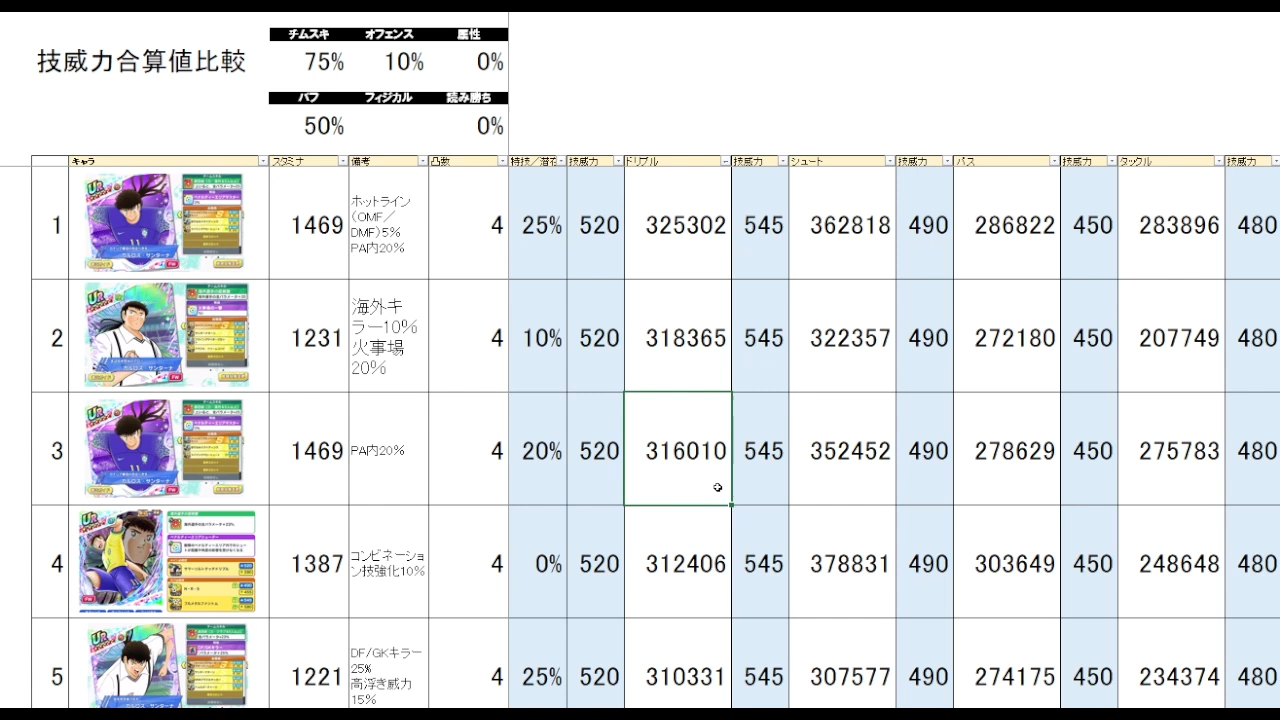 チムスキ オフェンス 属性
技威力合算値比較 75% 10% 0%
バフ フィジカル 読み勝ち
50% 0%
キャラ スタミナ 備考 凸数 特技/潜在 技威力 ドリブル 技威力 シュート 技威力 パス 技威力 タックル 技威力
1 1469 ホットライン(OMF/DMF)5% PA内20% 4 25% 520 325302 545 362818 490 286822 450 283896 480
2 1231 海外キラー10% 火事場20% 4 10% 520 318365 545 322357 490 272180 450 207749 480
3 1469 PA内20% 4 20% 520 316010 545 352452 490 278629 450 275783 480
4 1387 コンビネーション技強化10% 4 0% 520 312406 545 378831 490 303649 450 248648 480
5 1221 DF/GKキラー25% 高浮き威力15% 4 25% 520 310331 545 307577 490 274175 450 234374 480